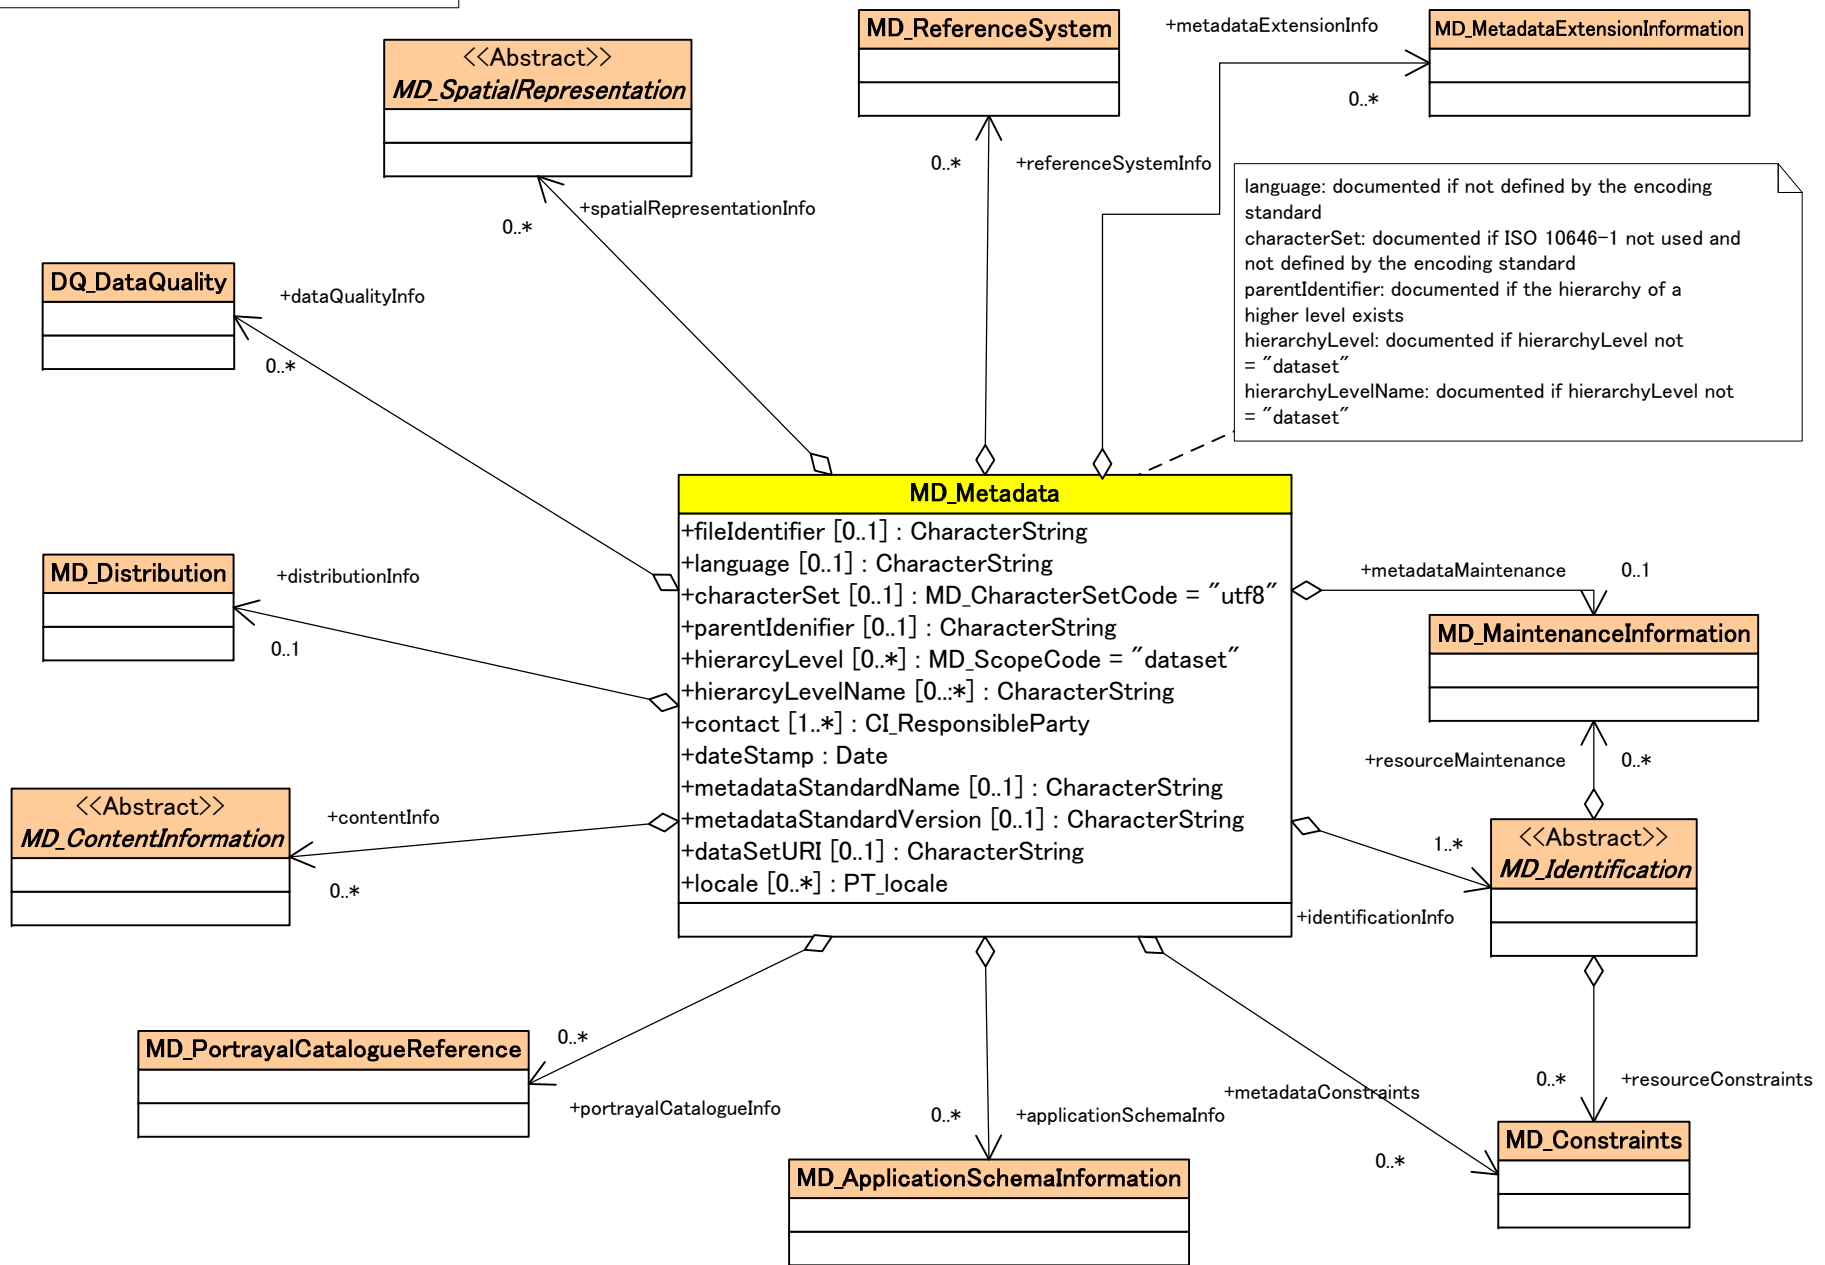 MD_ReferenceSystem
+metadataExtensionInfo
MD_MetadataExtensionInformation
0..*
<<Abstract>>
MD_SpatialRepresentation
0..*
+referenceSystemInfo
+spatialRepresentationInfo
0..*
language: documented if not defined by the encoding
standard
characterSet: documented if ISO 10646-1 not used and
not defined by the encoding standard
parentIdentifier: documented if the hierarchy of a
higher level exists
hierarchyLevel: documented if hierarchyLevel not
= "dataset"
hierarchyLevelName: documented if hierarchyLevel not
= "dataset"
DQ_DataQuality
+dataQualityInfo
0..*
MD_Metadata
+fileIdentifier [0..1] : CharacterString
+language [0..1] : CharacterString
+characterSet [0..1] : MD_CharacterSetCode = "utf8"
+parentIdenifier [0..1] : CharacterString
+hierarcyLevel [0..*] : MD_ScopeCode = "dataset"
+hierarcyLevelName [0..:*] : CharacterString
+contact [1..*] : CI_ResponsibleParty
+dateStamp : Date
+metadataStandardName [0..1] : CharacterString
+metadataStandardVersion [0..1] : CharacterString
+dataSetURI [0..1] : CharacterString
+locale [0..*] : PT_locale
MD_Distribution
+distributionInfo
0..1
+metadataMaintenance
0..1
MD_MaintenanceInformation
+resourceMaintenance
0..*
<<Abstract>>
MD_ContentInformation
+contentInfo
0..*
1..*
<<Abstract>>
MD_Identification
+identificationInfo
MD_PortrayalCatalogueReference
0..*
+portrayalCatalogueInfo
0..*
+applicationSchemaInfo
MD_ApplicationSchemaInformation
+metadataConstraints
0..*
0..*
+resourceConstraints
MD_Constraints